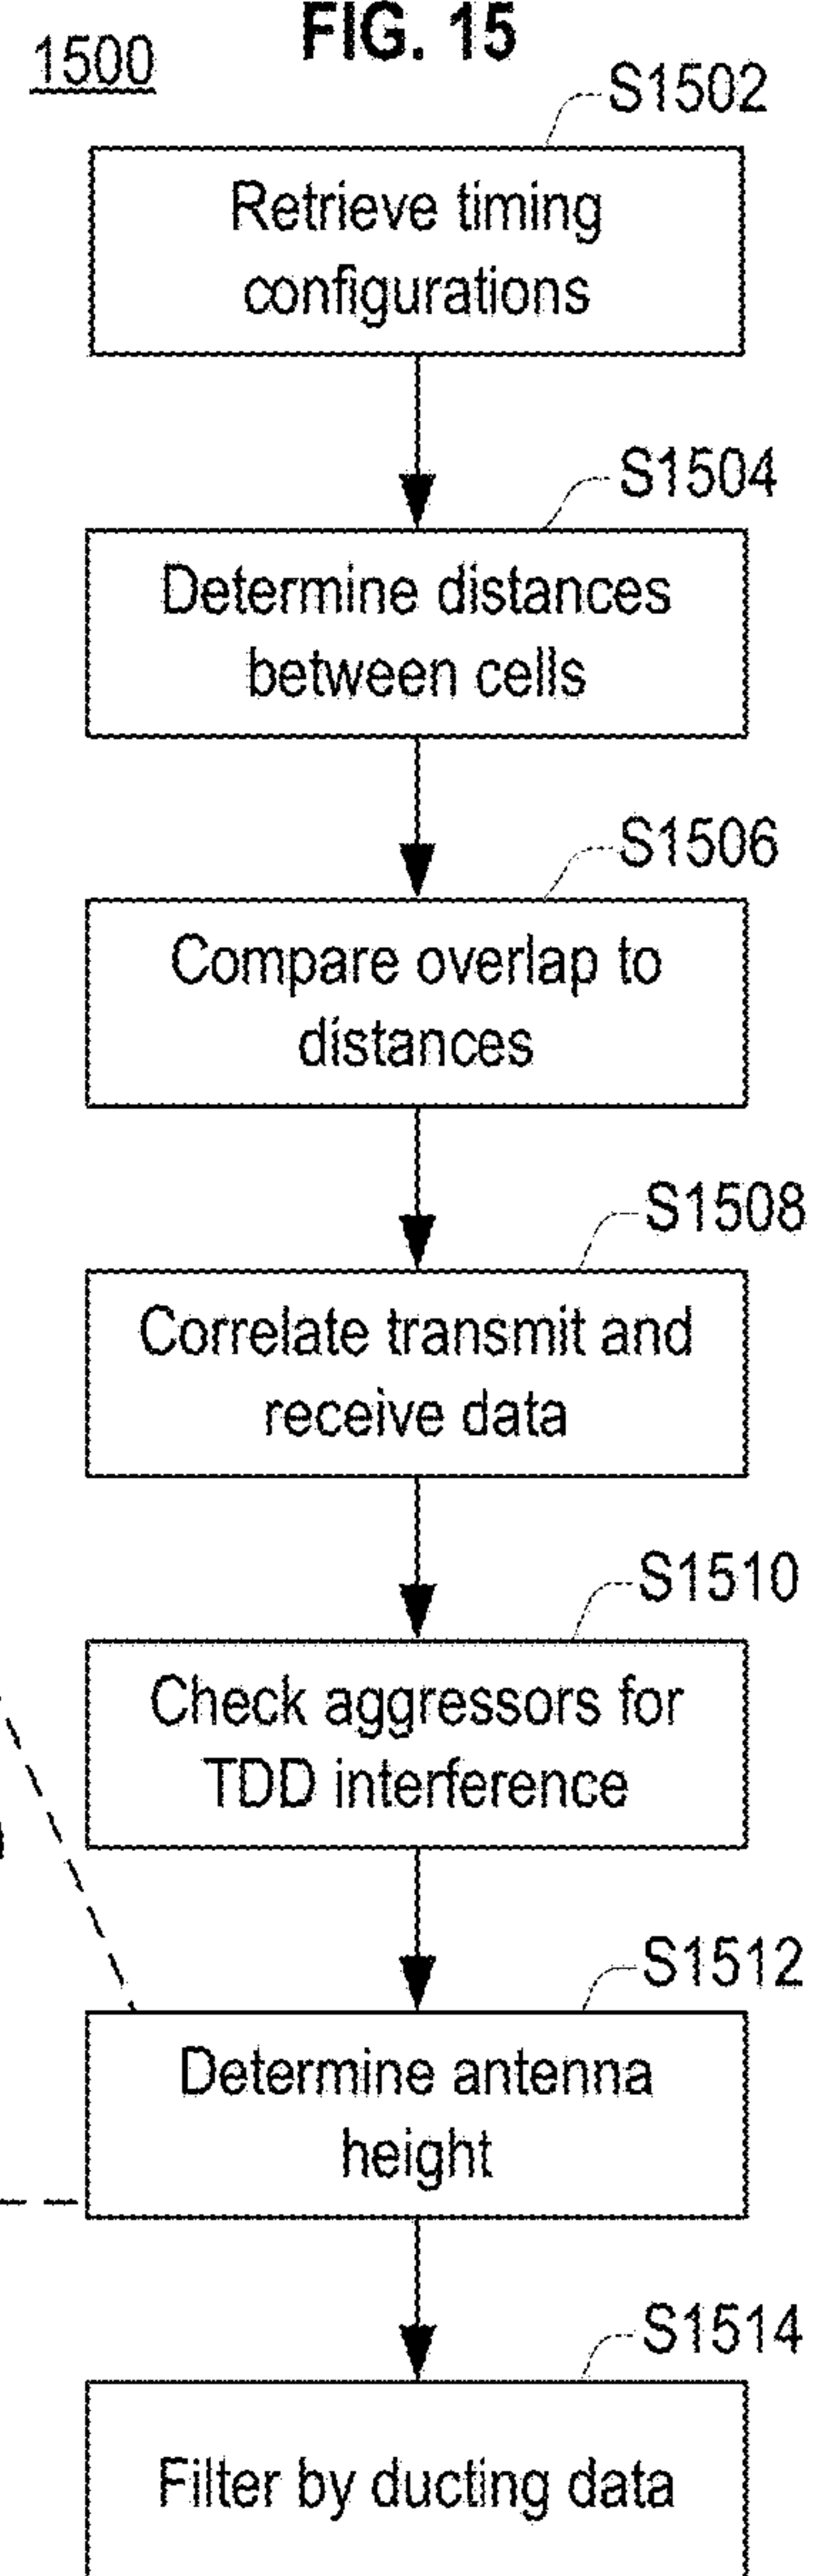 FIG. 15
1500
S1502
Retrieve timing
configurations
S1504
Determine distances
between cells
S1506
Compare overlap to
distances
S1508
Correlate transmit and
receive data
S1510
Check aggressors for
TDD interference
S1512
Determine antenna
height
S1514
Filter by ducting data